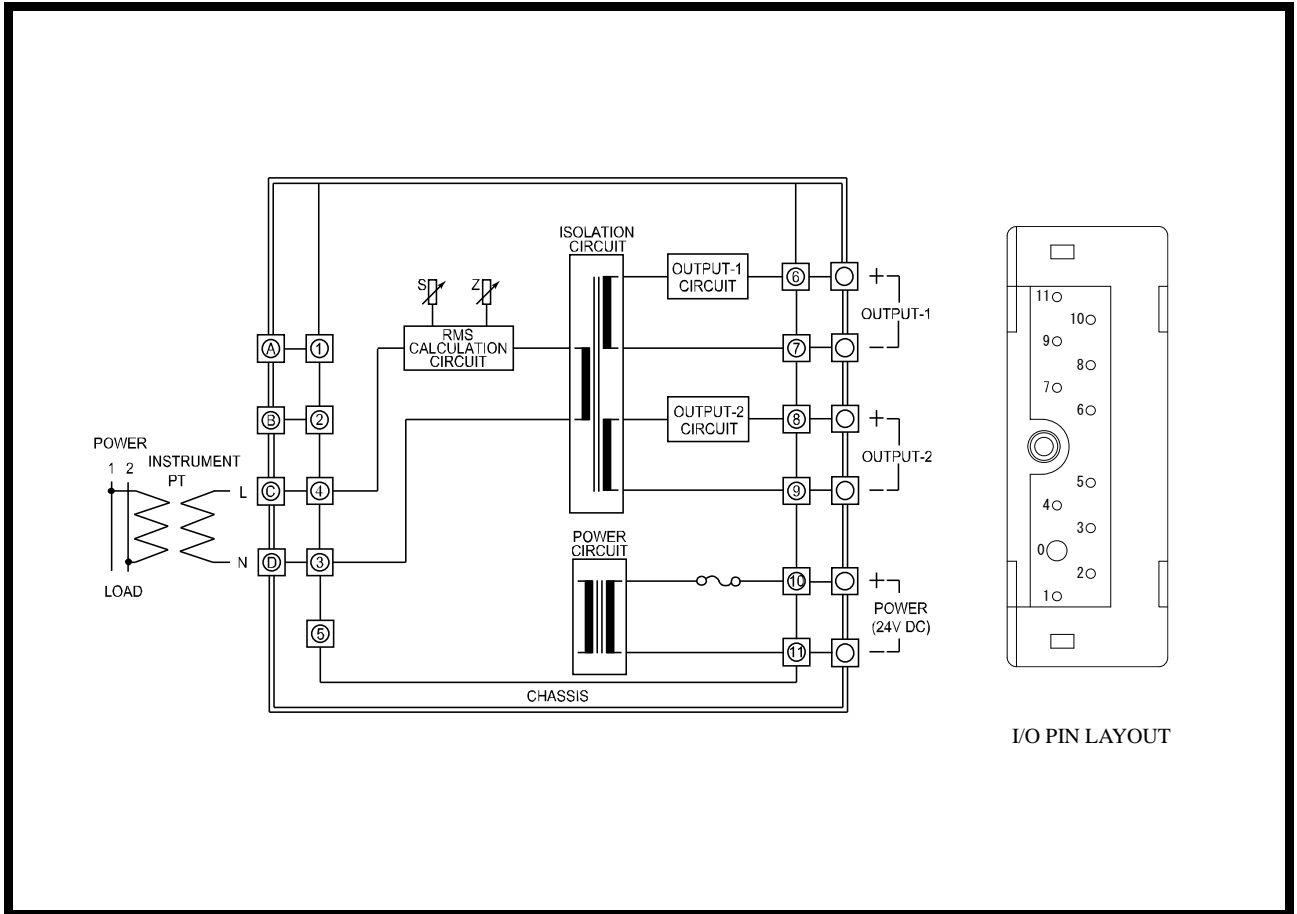 ISOLATION
CIRCUIT
OUTPUT-1
CIRCUIT
6
+
S
Z
OUTPUT-1
RMS
CALCULATION
CIRCUIT
A
1
7
−
OUTPUT-2
CIRCUIT
8
+
B
2
OUTPUT-2
POWER
1 2
INSTRUMENT
PT
L
C
4
9
−
POWER
CIRCUIT
N
D
3
10
+
LOAD
POWER
(24V DC)
5
11
−
CHASSIS
11
10
9
8
7
6
5
4
3
0
2
1
I/O PIN LAYOUT